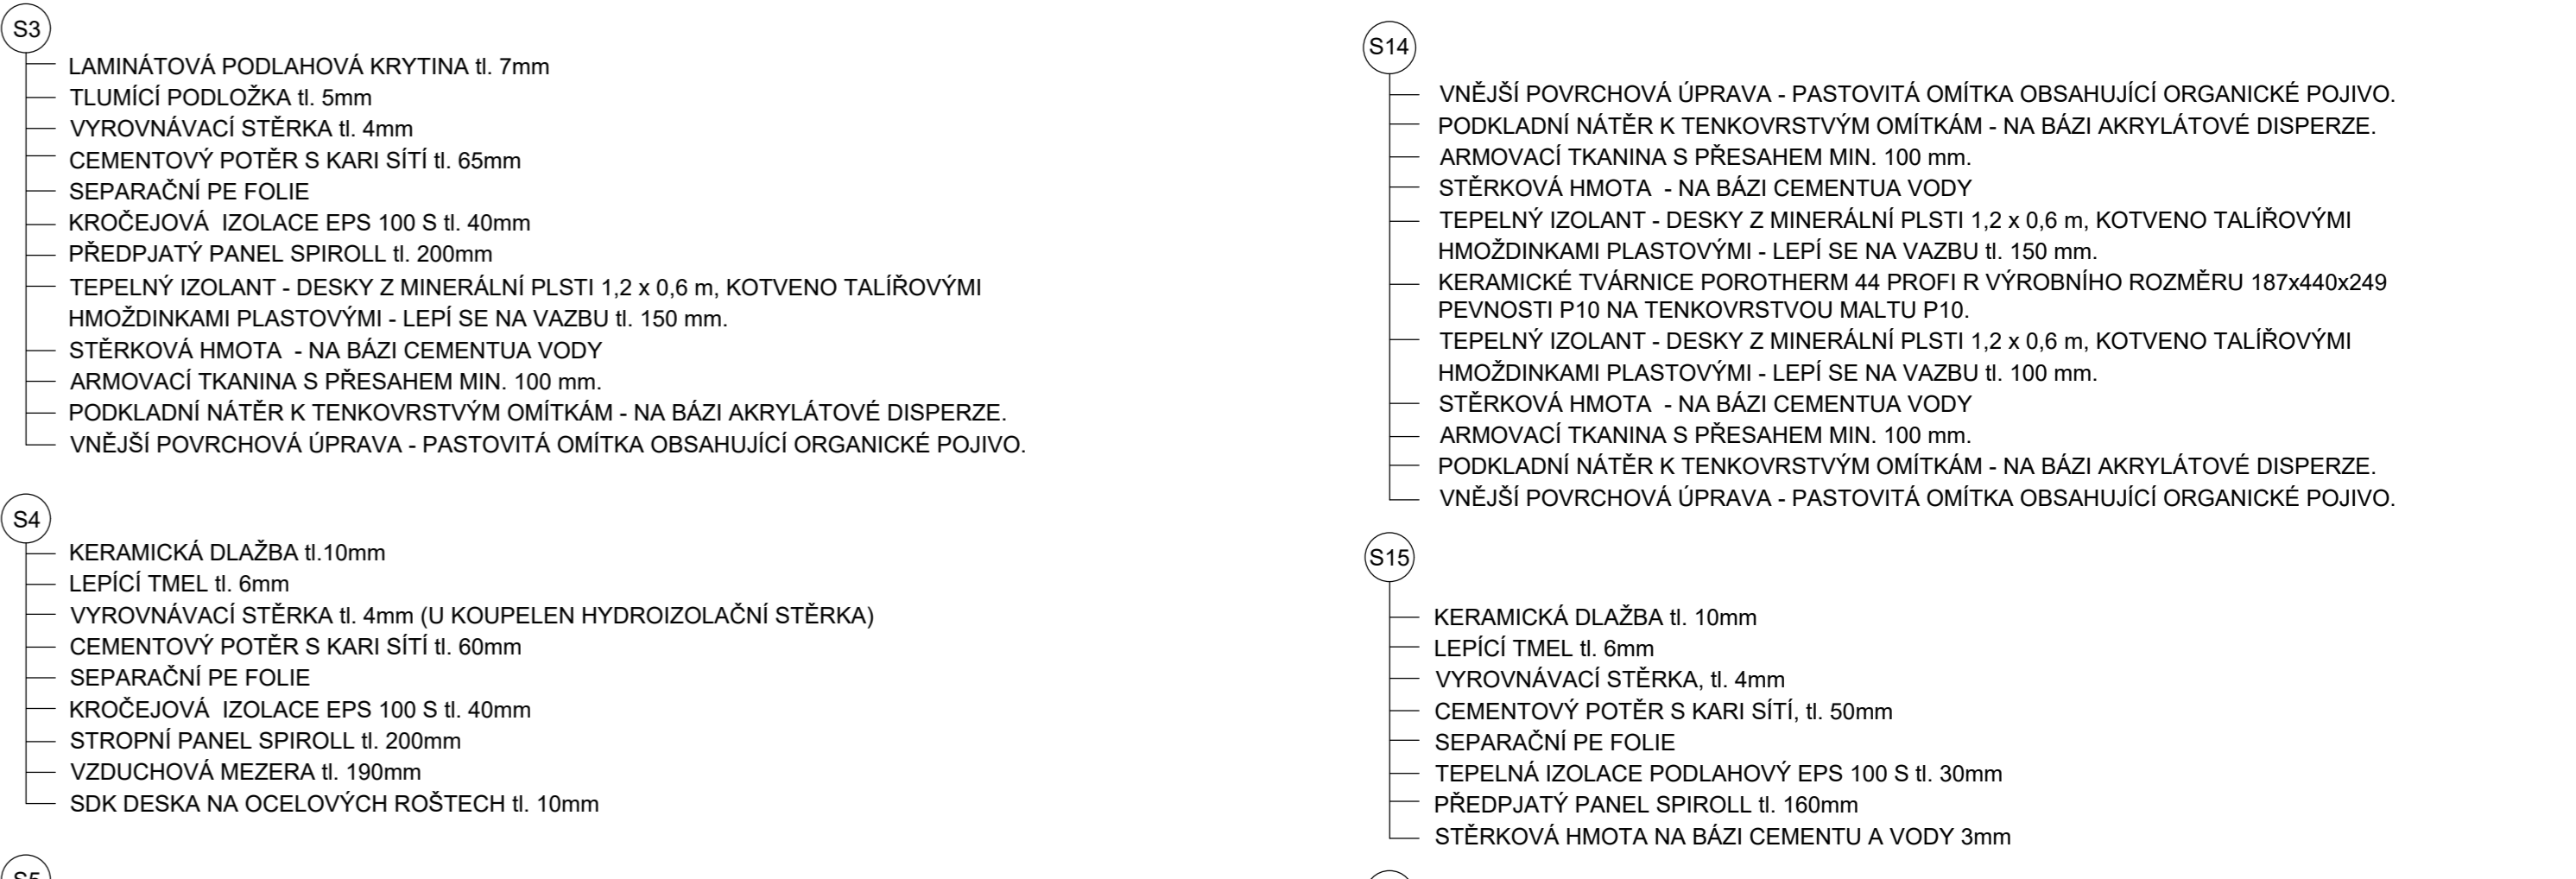 S3
LAMINÁTOVÁ PODLAHOVÁ KRYTINA tl. 7mm
TLUMÍCÍ PODLOŽKA tl. 5mm
VYROVNÁVACÍ STĚRKA tl. 4mm
CEMENTOVÝ POTĚR S KARI SÍTÍ tl. 65mm
SEPARAČNÍ PE FOLIE
KROČEJOVÁ  IZOLACE EPS 100 S tl. 40mm
PŘEDPJATÝ PANEL SPIROLL tl. 200mm
TEPELNÝ IZOLANT - DESKY Z MINERÁLNÍ PLSTI 1,2 x 0,6 m, KOTVENO TALÍŘOVÝMI
HMOŽDINKAMI PLASTOVÝMI - LEPÍ SE NA VAZBU tl. 150 mm.
STĚRKOVÁ HMOTA  - NA BÁZI CEMENTUA VODY
ARMOVACÍ TKANINA S PŘESAHEM MIN. 100 mm.
PODKLADNÍ NÁTĚR K TENKOVRSTVÝM OMÍTKÁM - NA BÁZI AKRYLÁTOVÉ DISPERZE.
VNĚJŠÍ POVRCHOVÁ ÚPRAVA - PASTOVITÁ OMÍTKA OBSAHUJÍCÍ ORGANICKÉ POJIVO.
S4
KERAMICKÁ DLAŽBA tl.10mm
LEPÍCÍ TMEL tl. 6mm
VYROVNÁVACÍ STĚRKA tl. 4mm (U KOUPELEN HYDROIZOLAČNÍ STĚRKA)
CEMENTOVÝ POTĚR S KARI SÍTÍ tl. 60mm
SEPARAČNÍ PE FOLIE
KROČEJOVÁ  IZOLACE EPS 100 S tl. 40mm
STROPNÍ PANEL SPIROLL tl. 200mm
VZDUCHOVÁ MEZERA tl. 190mm
SDK DESKA NA OCELOVÝCH ROŠTECH tl. 10mm
S5
S14
VNĚJŠÍ POVRCHOVÁ ÚPRAVA - PASTOVITÁ OMÍTKA OBSAHUJÍCÍ ORGANICKÉ POJIVO.
PODKLADNÍ NÁTĚR K TENKOVRSTVÝM OMÍTKÁM - NA BÁZI AKRYLÁTOVÉ DISPERZE.
ARMOVACÍ TKANINA S PŘESAHEM MIN. 100 mm.
STĚRKOVÁ HMOTA  - NA BÁZI CEMENTUA VODY
TEPELNÝ IZOLANT - DESKY Z MINERÁLNÍ PLSTI 1,2 x 0,6 m, KOTVENO TALÍŘOVÝMI
HMOŽDINKAMI PLASTOVÝMI - LEPÍ SE NA VAZBU tl. 150 mm.
KERAMICKÉ TVÁRNICE POROTHERM 44 PROFI R VÝROBNÍHO ROZMĚRU 187x440x249
PEVNOSTI P10 NA TENKOVRSTVOU MALTU P10.
TEPELNÝ IZOLANT - DESKY Z MINERÁLNÍ PLSTI 1,2 x 0,6 m, KOTVENO TALÍŘOVÝMI
HMOŽDINKAMI PLASTOVÝMI - LEPÍ SE NA VAZBU tl. 100 mm.
STĚRKOVÁ HMOTA  - NA BÁZI CEMENTUA VODY
ARMOVACÍ TKANINA S PŘESAHEM MIN. 100 mm.
PODKLADNÍ NÁTĚR K TENKOVRSTVÝM OMÍTKÁM - NA BÁZI AKRYLÁTOVÉ DISPERZE.
VNĚJŠÍ POVRCHOVÁ ÚPRAVA - PASTOVITÁ OMÍTKA OBSAHUJÍCÍ ORGANICKÉ POJIVO.
S15
KERAMICKÁ DLAŽBA tl. 10mm
LEPÍCÍ TMEL tl. 6mm
VYROVNÁVACÍ STĚRKA, tl. 4mm
CEMENTOVÝ POTĚR S KARI SÍTÍ, tl. 50mm
SEPARAČNÍ PE FOLIE
TEPELNÁ IZOLACE PODLAHOVÝ EPS 100 S tl. 30mm
PŘEDPJATÝ PANEL SPIROLL tl. 160mm
STĚRKOVÁ HMOTA NA BÁZI CEMENTU A VODY 3mm